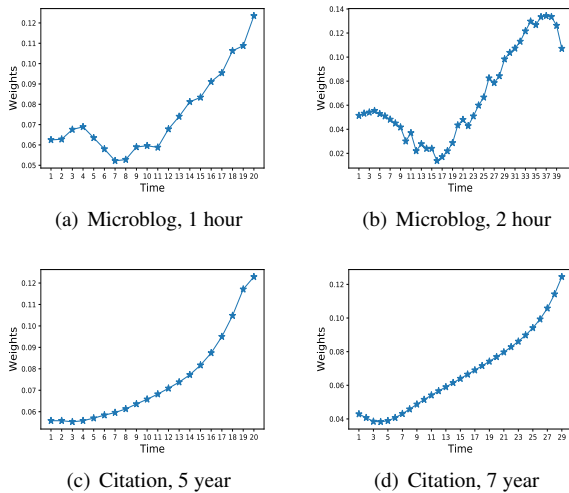 0.12
0.11
0.10
0.09
0.08
0.07
0.06
0.05
Weights
1 2 3 4 5 6 7 8 9 10 11 12 13 14 15 16 17 18 19 20
Time
(a) Microblog, 1 hour
0.14
0.12
0.10
0.08
0.06
0.04
0.02
Weights
1 3 5 7 9 11 13 15 17 19 21 23 25 27 29 31 33 35 37 39
Time
(b) Microblog, 2 hour
0.12
0.11
0.10
0.09
0.08
0.07
0.06
Weights
1 2 3 4 5 6 7 8 9 10 11 12 13 14 15 16 17 18 19 20
Time
(c) Citation, 5 year
0.12
0.10
0.08
0.06
0.04
Weights
1 3 5 7 9 11 13 15 17 19 21 23 25 27 29
Time
(d) Citation, 7 year